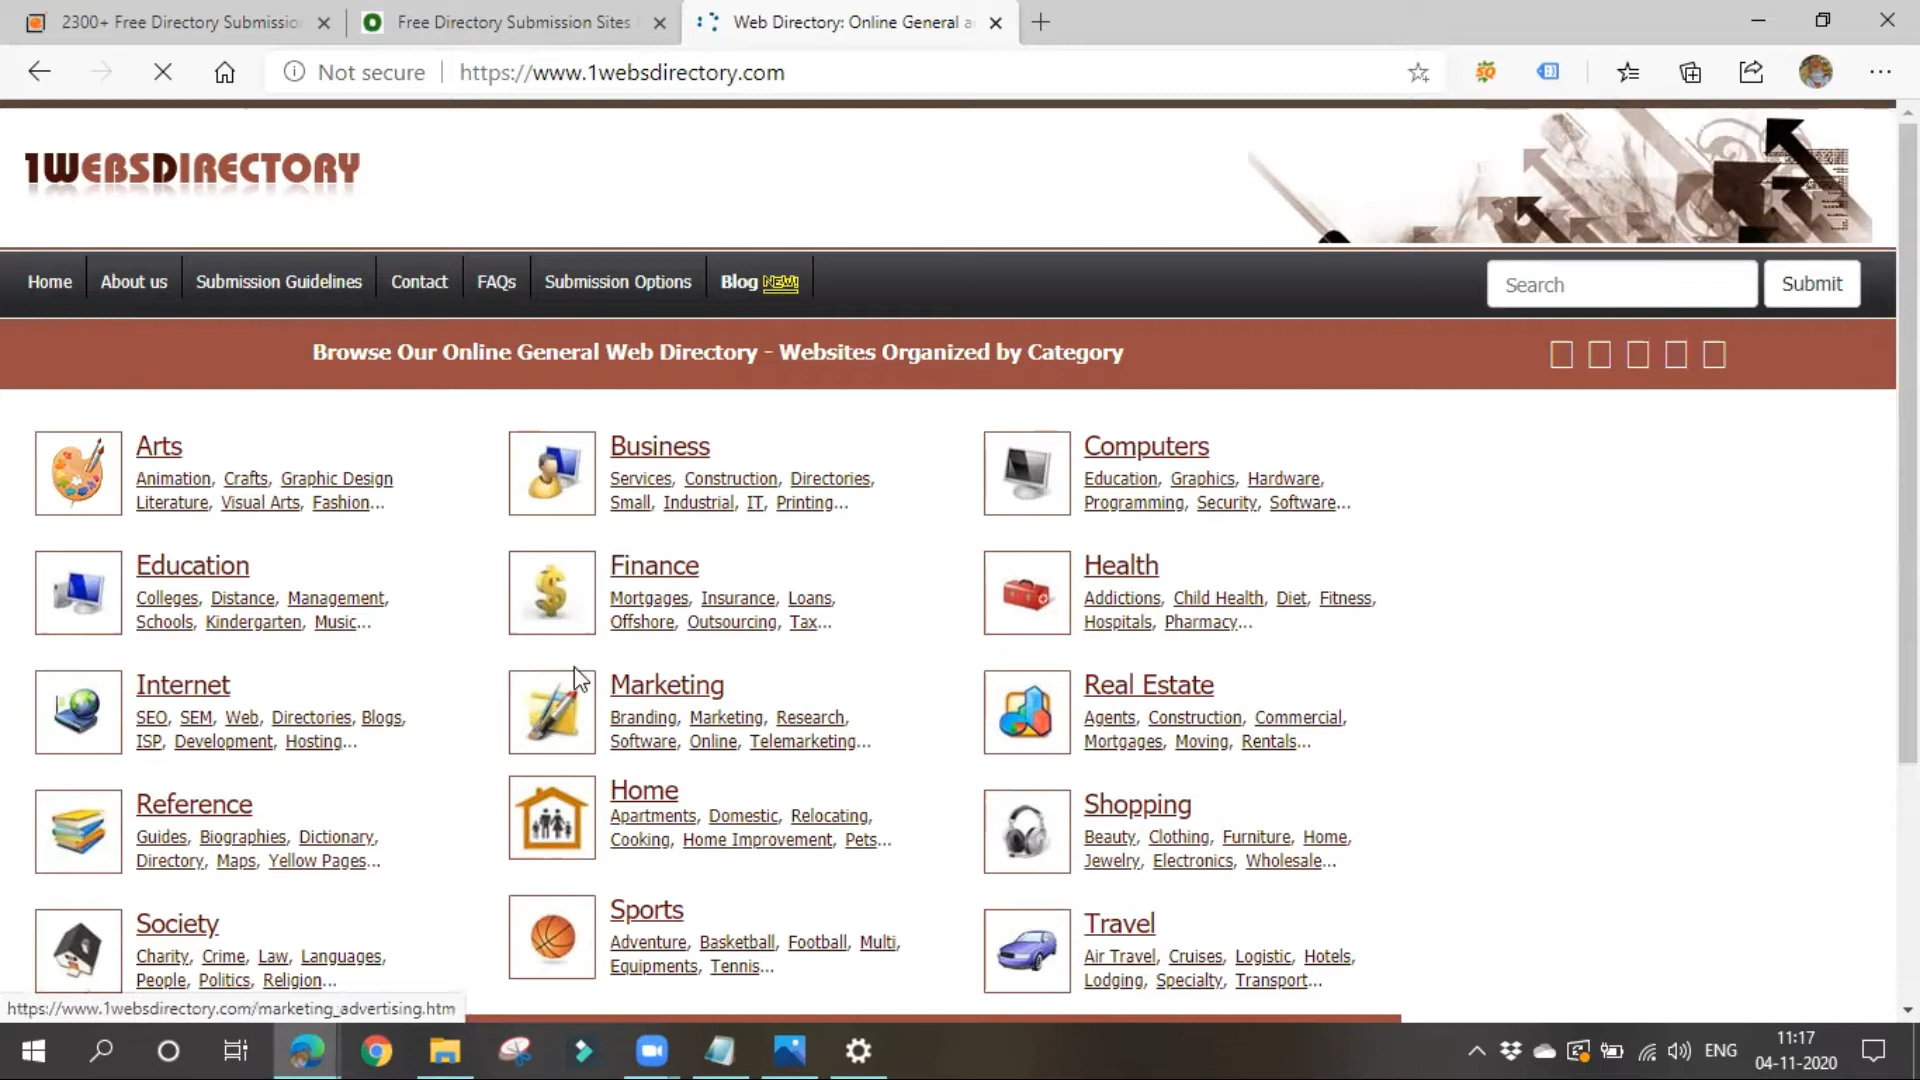 2300+ Free Directory Submissio
Free Directory Submission Sites
Web Directory: Online General a
Not secure
https://www.1websdirectory.com
1WEBSDIRECTORY
Home
About us
Submission Guidelines
Contact
FAQs
Submission Options
Blog NEW!
Search
Submit
Browse Our Online General Web Directory - Websites Organized by Category
Arts
Animation, Crafts, Graphic Design
Literature, Visual Arts, Fashion...
Business
Services, Construction, Directories,
Small, Industrial, IT, Printing...
Computers
Education, Graphics, Hardware,
Programming, Security, Software...
Education
Colleges, Distance, Management,
Schools, Kindergarten, Music...
Finance
Mortgages, Insurance, Loans,
Offshore, Outsourcing, Tax...
Health
Addictions, Child Health, Diet, Fitness,
Hospitals, Pharmacy...
Internet
SEO, SEM, Web, Directories, Blogs,
ISP, Development, Hosting...
Marketing
Branding, Marketing, Research,
Software, Online, Telemarketing...
Real Estate
Agents, Construction, Commercial,
Mortgages, Moving, Rentals...
Reference
Guides, Biographies, Dictionary,
Directory, Maps, Yellow Pages...
Home
Apartments, Domestic, Relocating,
Cooking, Home Improvement, Pets...
Shopping
Beauty, Clothing, Furniture, Home,
Jewelry, Electronics, Wholesale...
Society
Charity, Crime, Law, Languages,
People, Politics, Religion...
Sports
Adventure, Basketball, Football, Multi,
Equipments, Tennis...
Travel
Air Travel, Cruises, Logistic, Hotels,
Lodging, Specialty, Transport...
https://www.1websdirectory.com/marketing_advertising.htm
ENG
11:17
04-11-2020